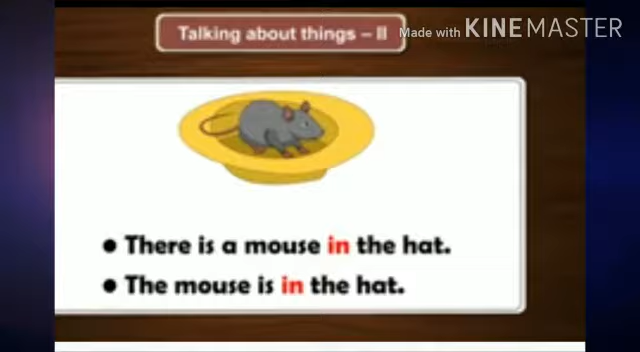 Talking about things – II
Made with KINEMASTER
• There is a mouse in the hat.
• The mouse is in the hat.